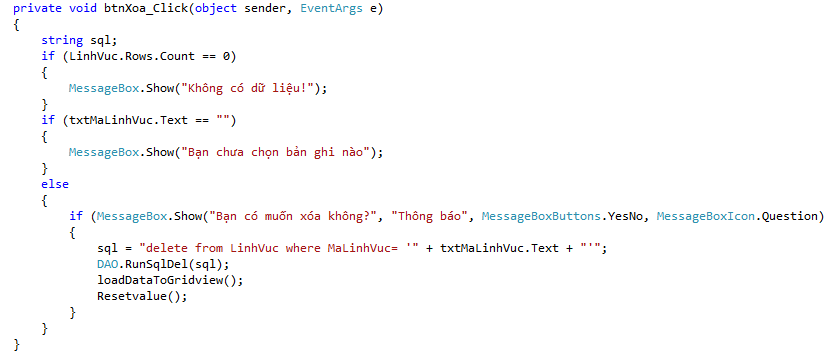 private void btnXoa_Click(object sender, EventArgs e)
{
    string sql;
    if (LinhVuc.Rows.Count == 0)
    {
        MessageBox.Show("Không có dữ liệu!");
    }
    if (txtMaLinhVuc.Text == "")
    {
        MessageBox.Show("Bạn chưa chọn bản ghi nào");
    }
    else
    {
        if (MessageBox.Show("Bạn có muốn xóa không?", "Thông báo", MessageBoxButtons.YesNo, MessageBoxIcon.Question)
        {
            sql = "delete from LinhVuc where MaLinhVuc= '" + txtMaLinhVuc.Text + "'";
            DAO.RunSqlDel(sql);
            loadDataToGridview();
            Resetvalue();
        }
    }
}